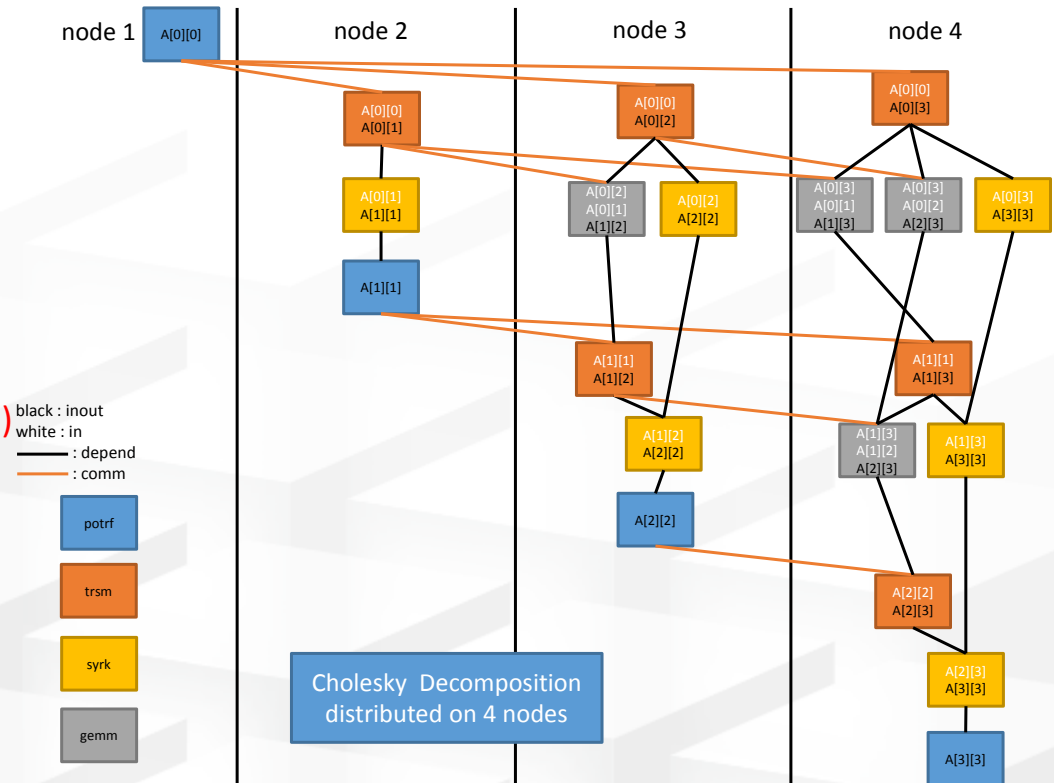 node 1
A[0][0]
node 2
node 3
node 4
A[0][0]
A[0][1]
A[0][0]
A[0][2]
A[0][0]
A[0][3]
A[0][1]
A[1][1]
A[0][2]
A[0][1]
A[1][2]
A[0][2]
A[2][2]
A[0][3]
A[0][1]
A[1][3]
A[0][3]
A[0][2]
A[2][3]
A[0][3]
A[3][3]
A[1][1]
A[1][1]
A[1][2]
A[1][1]
A[1][3]
) black : inout
white : in
: depend
: comm
A[1][2]
A[2][2]
A[1][3]
A[1][2]
A[2][3]
A[1][3]
A[3][3]
potrf
A[2][2]
trsm
A[2][2]
A[2][3]
syrk
A[2][3]
A[3][3]
Cholesky Decomposition
distributed on 4 nodes
gemm
A[3][3]